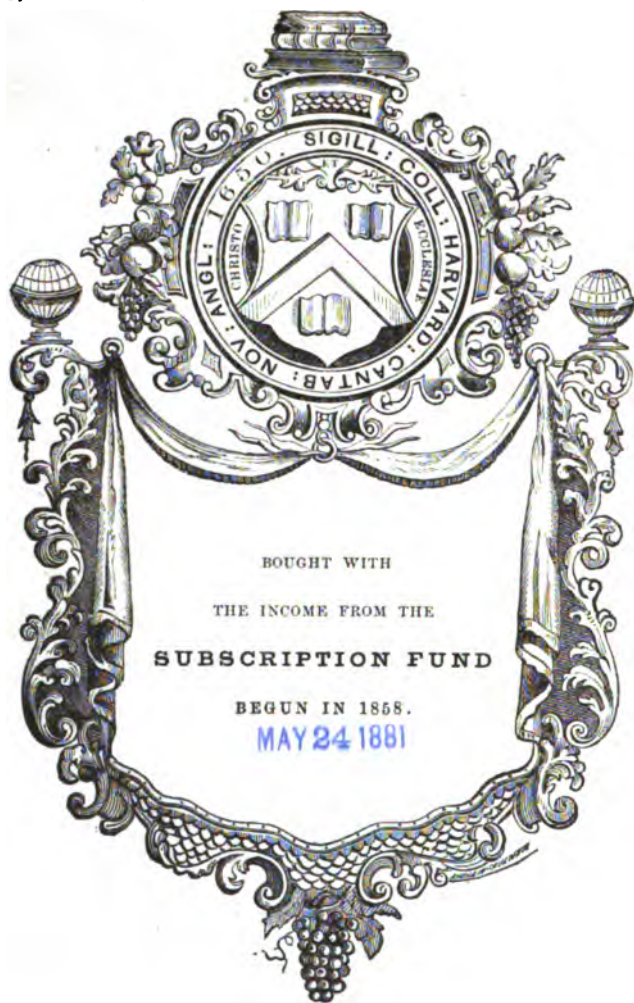 SIGILL : COLL : HARVARD : CANTAB : NOV : ANGL : 1650.
CHRISTO
ET
ECCLESIAE
BOUGHT WITH
THE INCOME FROM THE
SUBSCRIPTION FUND
BEGUN IN 1858.
MAY 24 1881